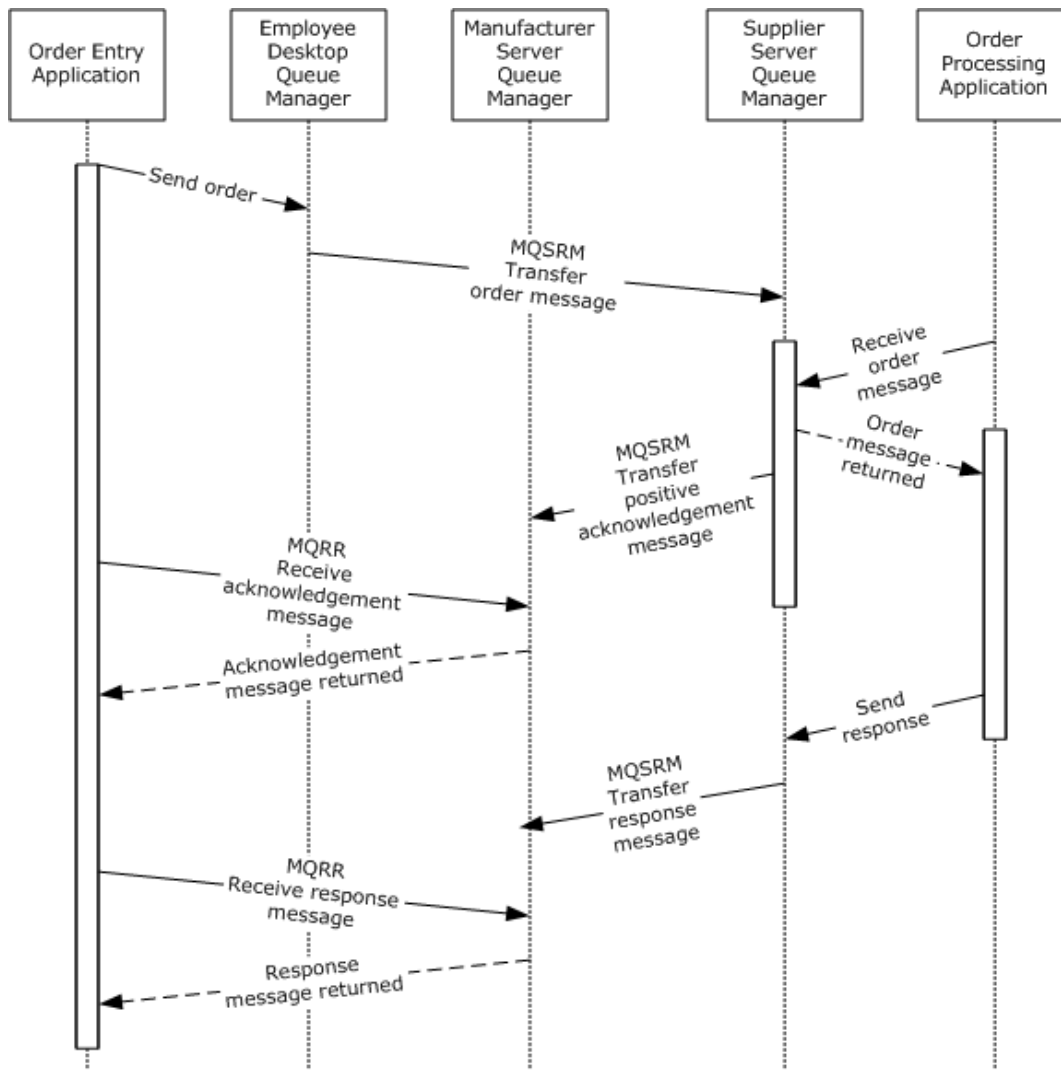 Order Entry
Application
Employee
Desktop
Queue
Manager
Manufacturer
Server
Queue
Manager
Supplier
Server
Queue
Manager
Order
Processing
Application
Send order
MQSRM
Transfer
order message
Receive
order
message
Order
message
returned
MQSRM
Transfer
positive
acknowledgement
message
MQRR
Receive
acknowledgement
message
Acknowledgement
message returned
Send
response
MQSRM
Transfer
response
message
MQRR
Receive response
message
Response
message returned